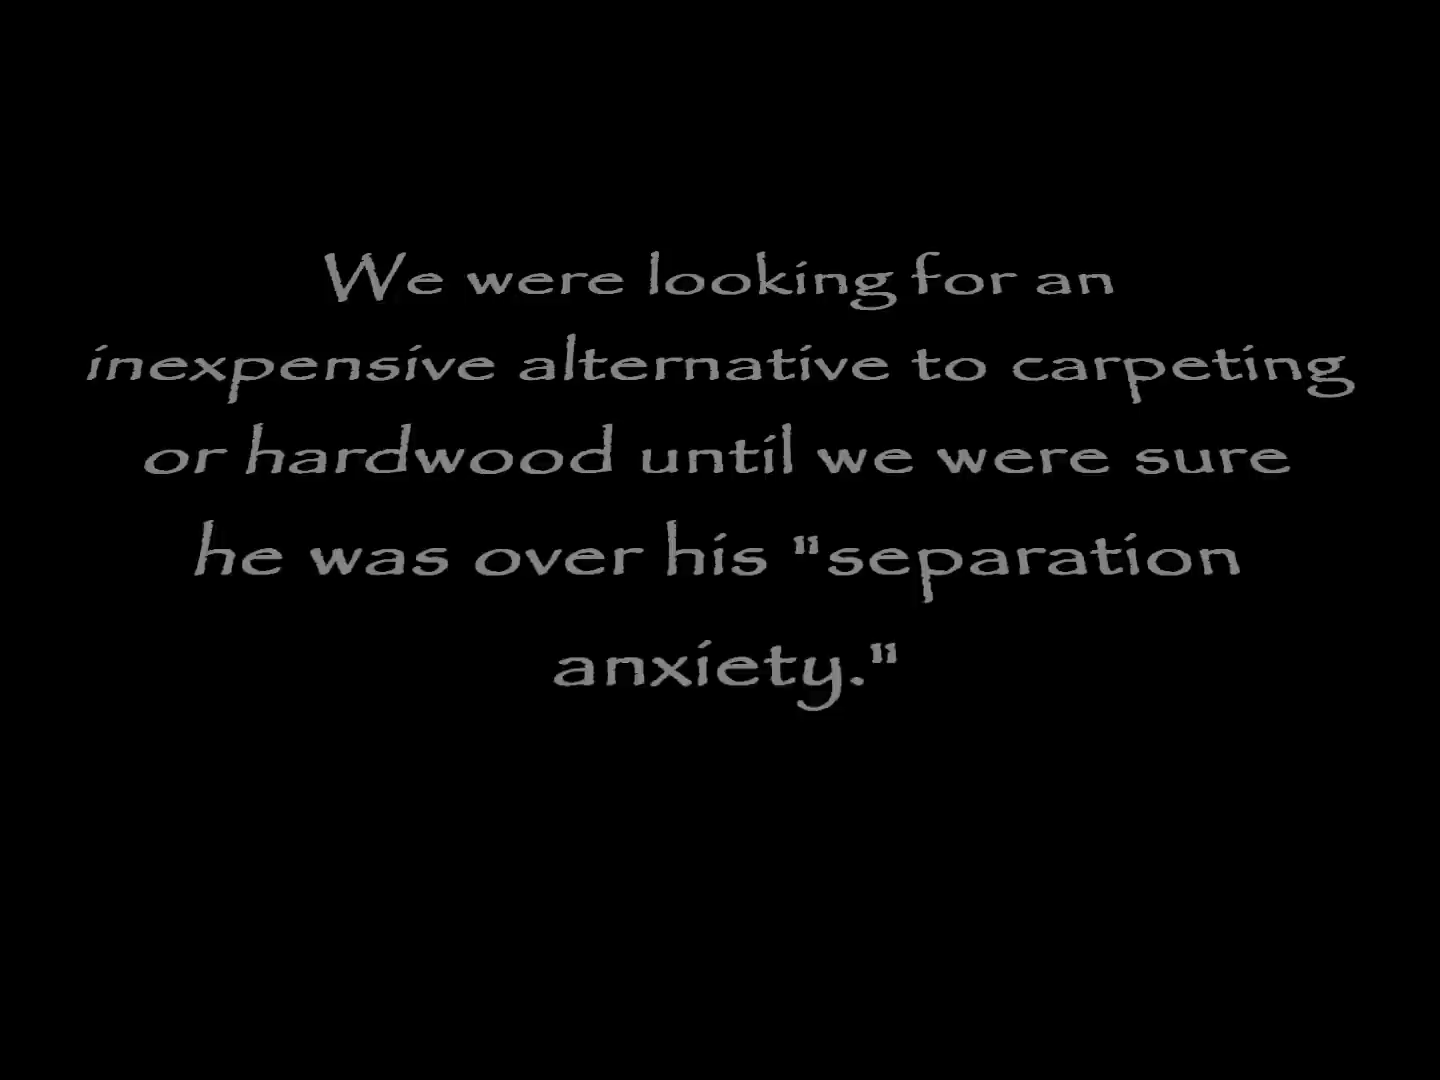 We were looking for an
inexpensive alternative to carpeting
or hardwood until we were sure
he was over his "separation
anxiety."